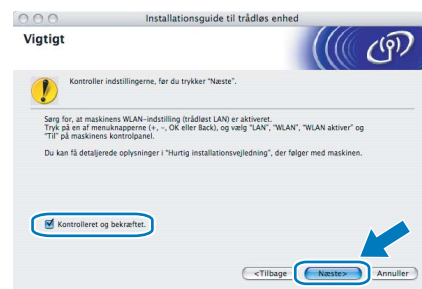 Installationsguide til trådløs enhed
Vigtigt
Kontroller indstillingerne, før du trykker "Næste".
Sørg for, at maskinens WLAN-indstilling (trådløst LAN) er aktiveret.
Tryk på en af menuknapperne (+, -, OK eller Back), og vælg "LAN", "WLAN", "WLAN aktiver" og
"Til" på maskinens kontrolpanel.
Du kan få detaljerede oplysninger i "Hurtig installationsvejledning", der følger med maskinen.
Kontrolleret og bekræftet.
<Tilbage Næste> Annuller